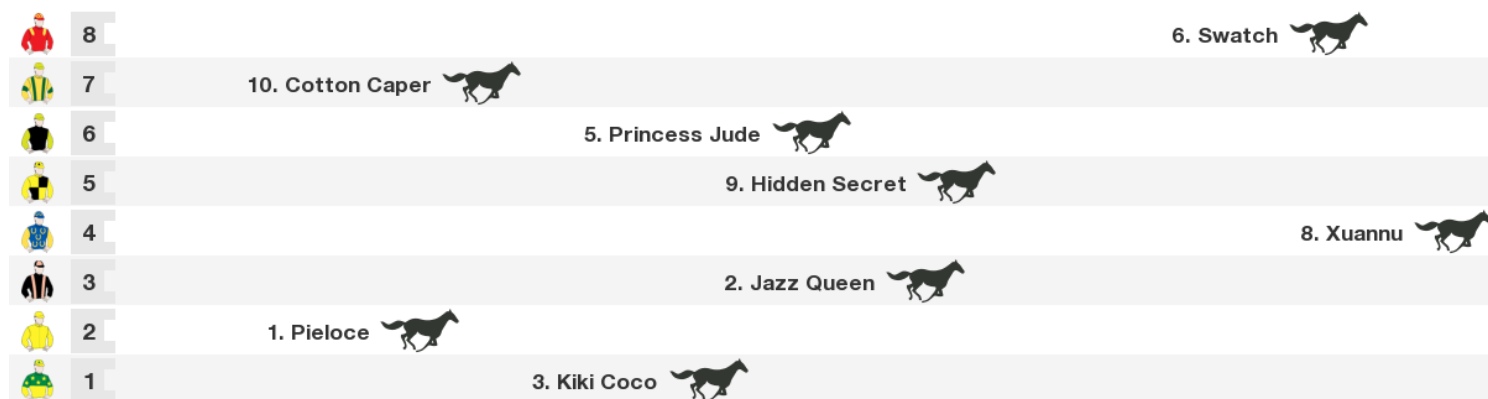 8 6. Swatch
7 10. Cotton Caper
6 5. Princess Jude
5 9. Hidden Secret
4 8. Xuannu
3 2. Jazz Queen
2 1. Pieloce
1 3. Kiki Coco